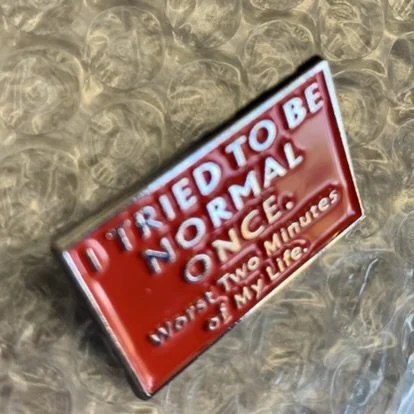 I TRIED TO BE
NORMAL
ONCE.
Worst Two Minutes
of My Life.